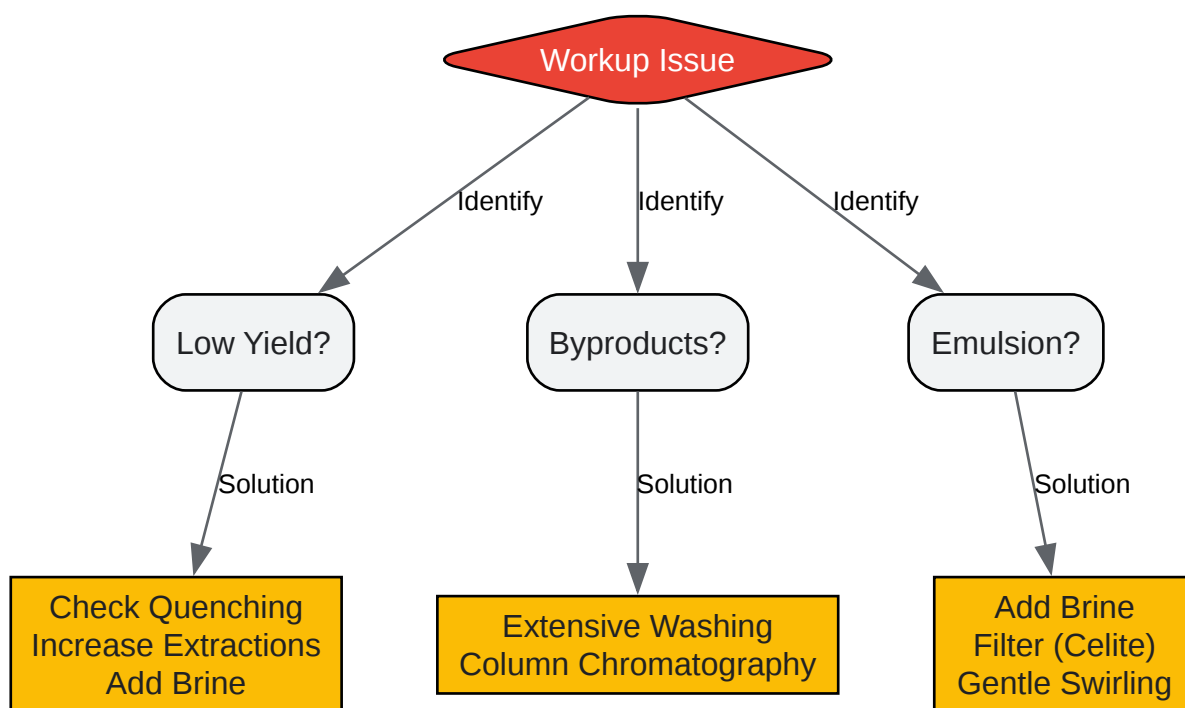 Workup Issue
Identify
Identify
Identify
Low Yield?
Byproducts?
Emulsion?
Solution
Solution
Solution
Check Quenching
Increase Extractions
Add Brine
Extensive Washing
Column Chromatography
Add Brine
Filter (Celite)
Gentle Swirling